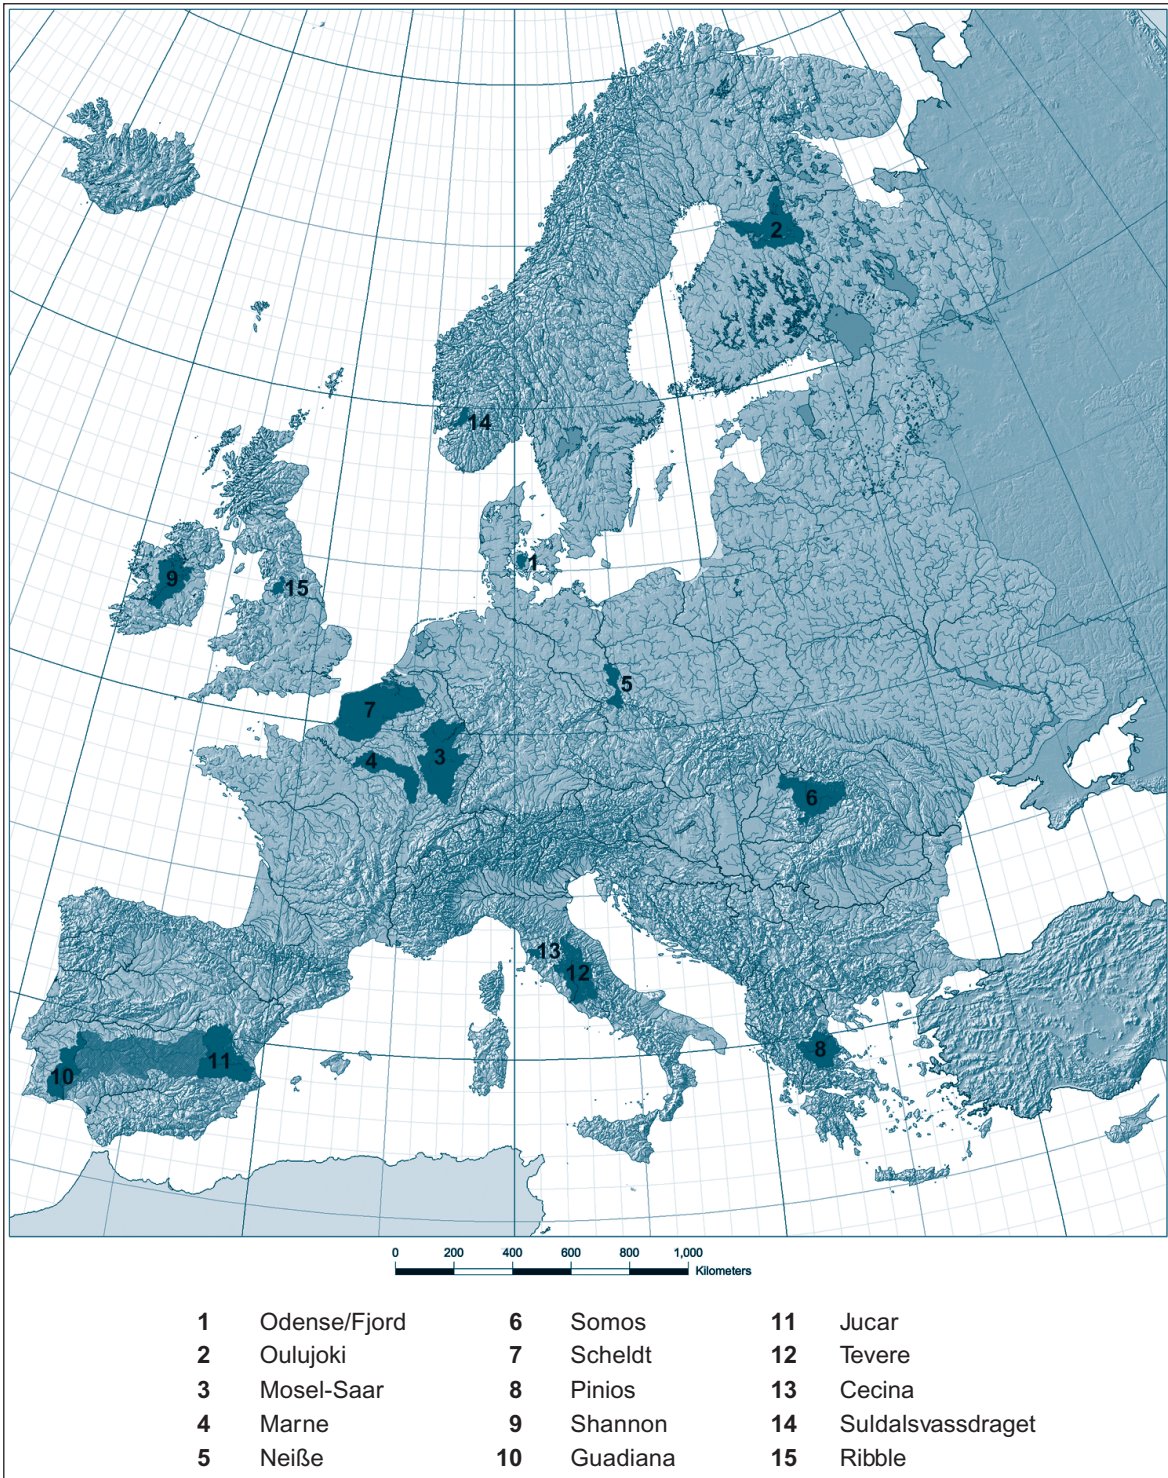 2
14
1
9
15
5
7
3
4
6
13
12
8
11
10
0 200 400 600 800 1,000
Kilometers
1 Odense/Fjord 6 Somos 11 Jucar
2 Oulujoki 7 Scheldt 12 Tevere
3 Mosel-Saar 8 Pinios 13 Cecina
4 Marne 9 Shannon 14 Suldalsvassdraget
5 Neiße 10 Guadiana 15 Ribble